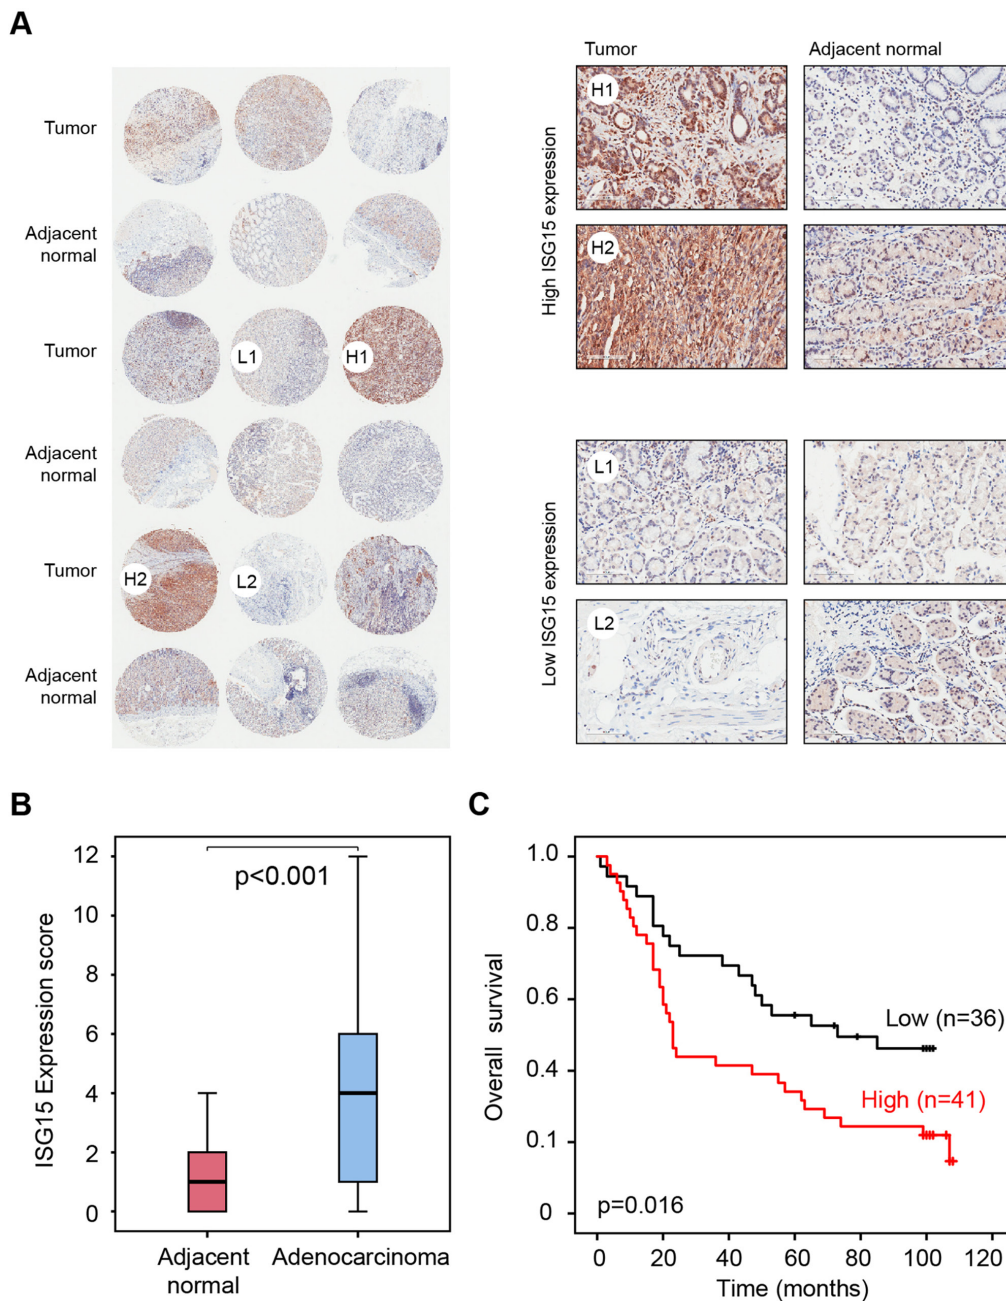 A
Tumor
Adjacent
normal
Tumor
L1
H1
Adjacent
normal
Tumor
H2
L2
Adjacent
normal
Tumor
Adjacent normal
High ISG15 expression
H1
H2
Low ISG15 expression
L1
L2
B
ISG15 Expression score
12
10
8
6
4
2
0
p<0.001
Adjacent
normal
Adenocarcinoma
C
Overall survival
1.0
0.8
0.6
0.4
0.1
0
Low (n=36)
High (n=41)
p=0.016
0
20
40
60
80
100
120
Time (months)